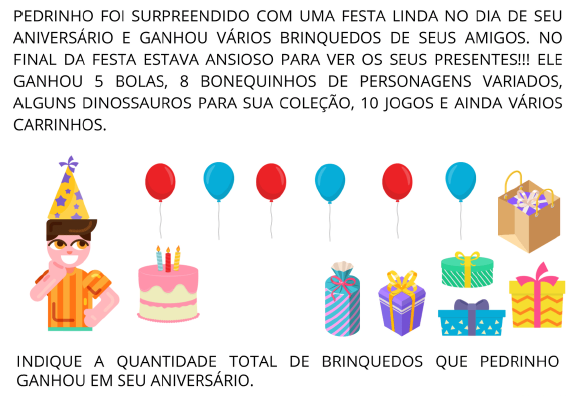 PEDRINHO FOI SURPREENDIDO COM UMA FESTA LINDA NO DIA DE SEU
ANIVERSÁRIO E GANHOU VÁRIOS BRINQUEDOS DE SEUS AMIGOS. NO
FINAL DA FESTA ESTAVA ANSIOSO PARA VER OS SEUS PRESENTES!!! ELE
GANHOU 5 BOLAS, 8 BONEQUINHOS DE PERSONAGENS VARIADOS,
ALGUNS DINOSSAUROS PARA SUA COLEÇÃO, 10 JOGOS E AINDA VÁRIOS
CARRINHOS.
INDIQUE A QUANTIDADE TOTAL DE BRINQUEDOS QUE PEDRINHO
GANHOU EM SEU ANIVERSÁRIO.